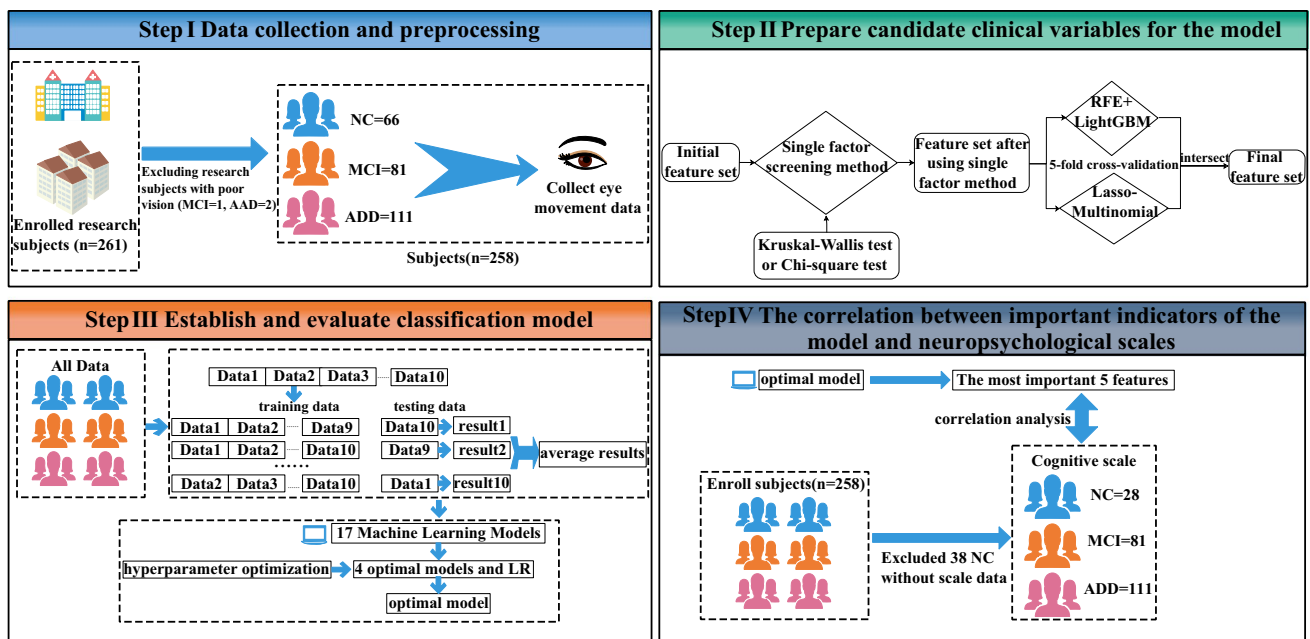 Step I Data collection and preprocessing
Enrolled research
subjects (n=261)
Excluding research
subjects with poor
vision (MCI=1, AAD=2)
NC=66
MCI=81
ADD=111
Collect eye
movement data
Subjects(n=258)
Step II Prepare candidate clinical variables for the model
Initial
feature set
Single factor
screening method
Kruskal-Wallis test
or Chi-square test
Feature set after
using single
factor method
RFE+
LightGBM
5-fold cross-validation
Lasso-
Multinomial
intersect
Final
feature set
Step III Establish and evaluate classification model
All Data
Data1 Data2 Data3 ...... Data10
training data testing data
Data1 Data2 ...... Data9 Data10 result1
Data1 Data2 ...... Data10 Data9 result2
......
Data2 Data3 ...... Data10 Data1 result10
average results
17 Machine Learning Models
hyperparameter optimization 4 optimal models and LR
optimal model
StepIV The correlation between important indicators of the
model and neuropsychological scales
optimal model The most important 5 features
correlation analysis
Enroll subjects(n=258)
Excluded 38 NC
without scale data
Cognitive scale
NC=28
MCI=81
ADD=111